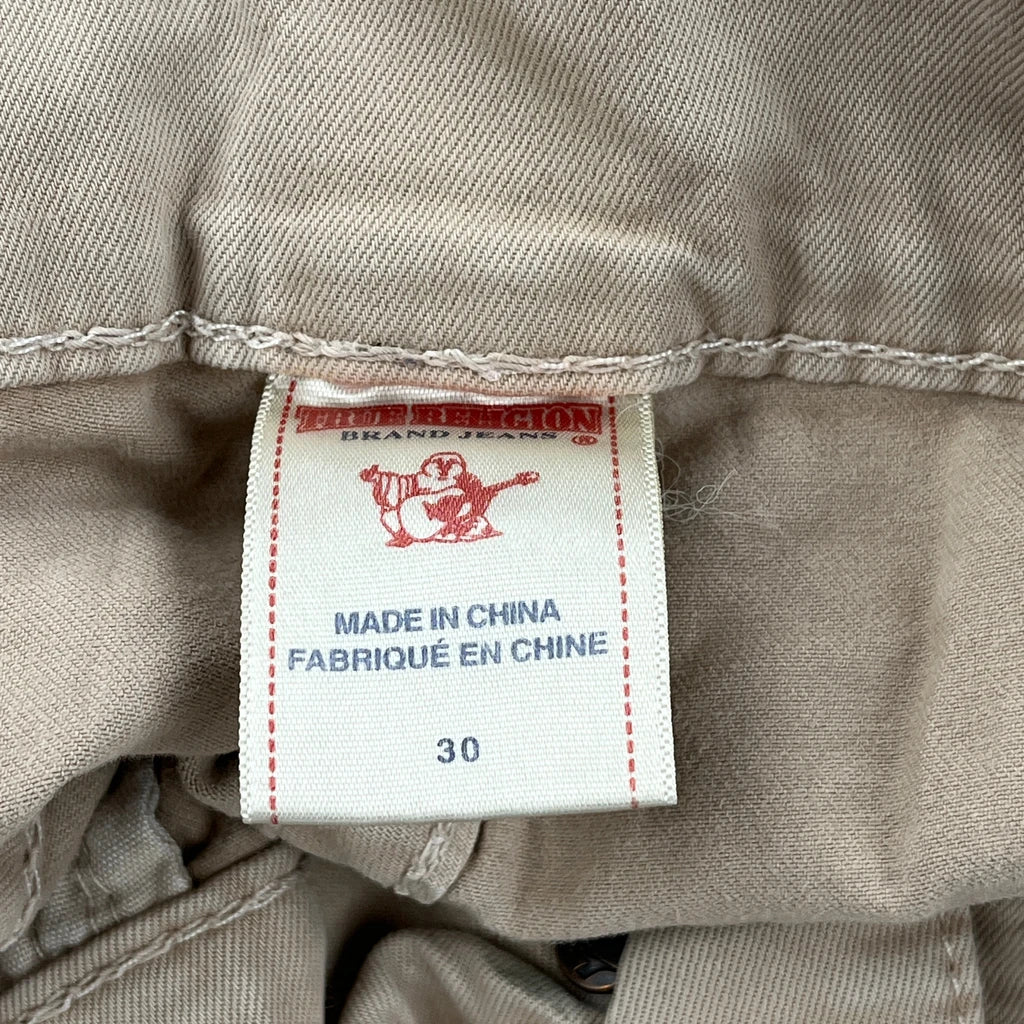 TRUE RELIGION
BRAND JEANS ®
MADE IN CHINA
FABRIQUÉ EN CHINE
30